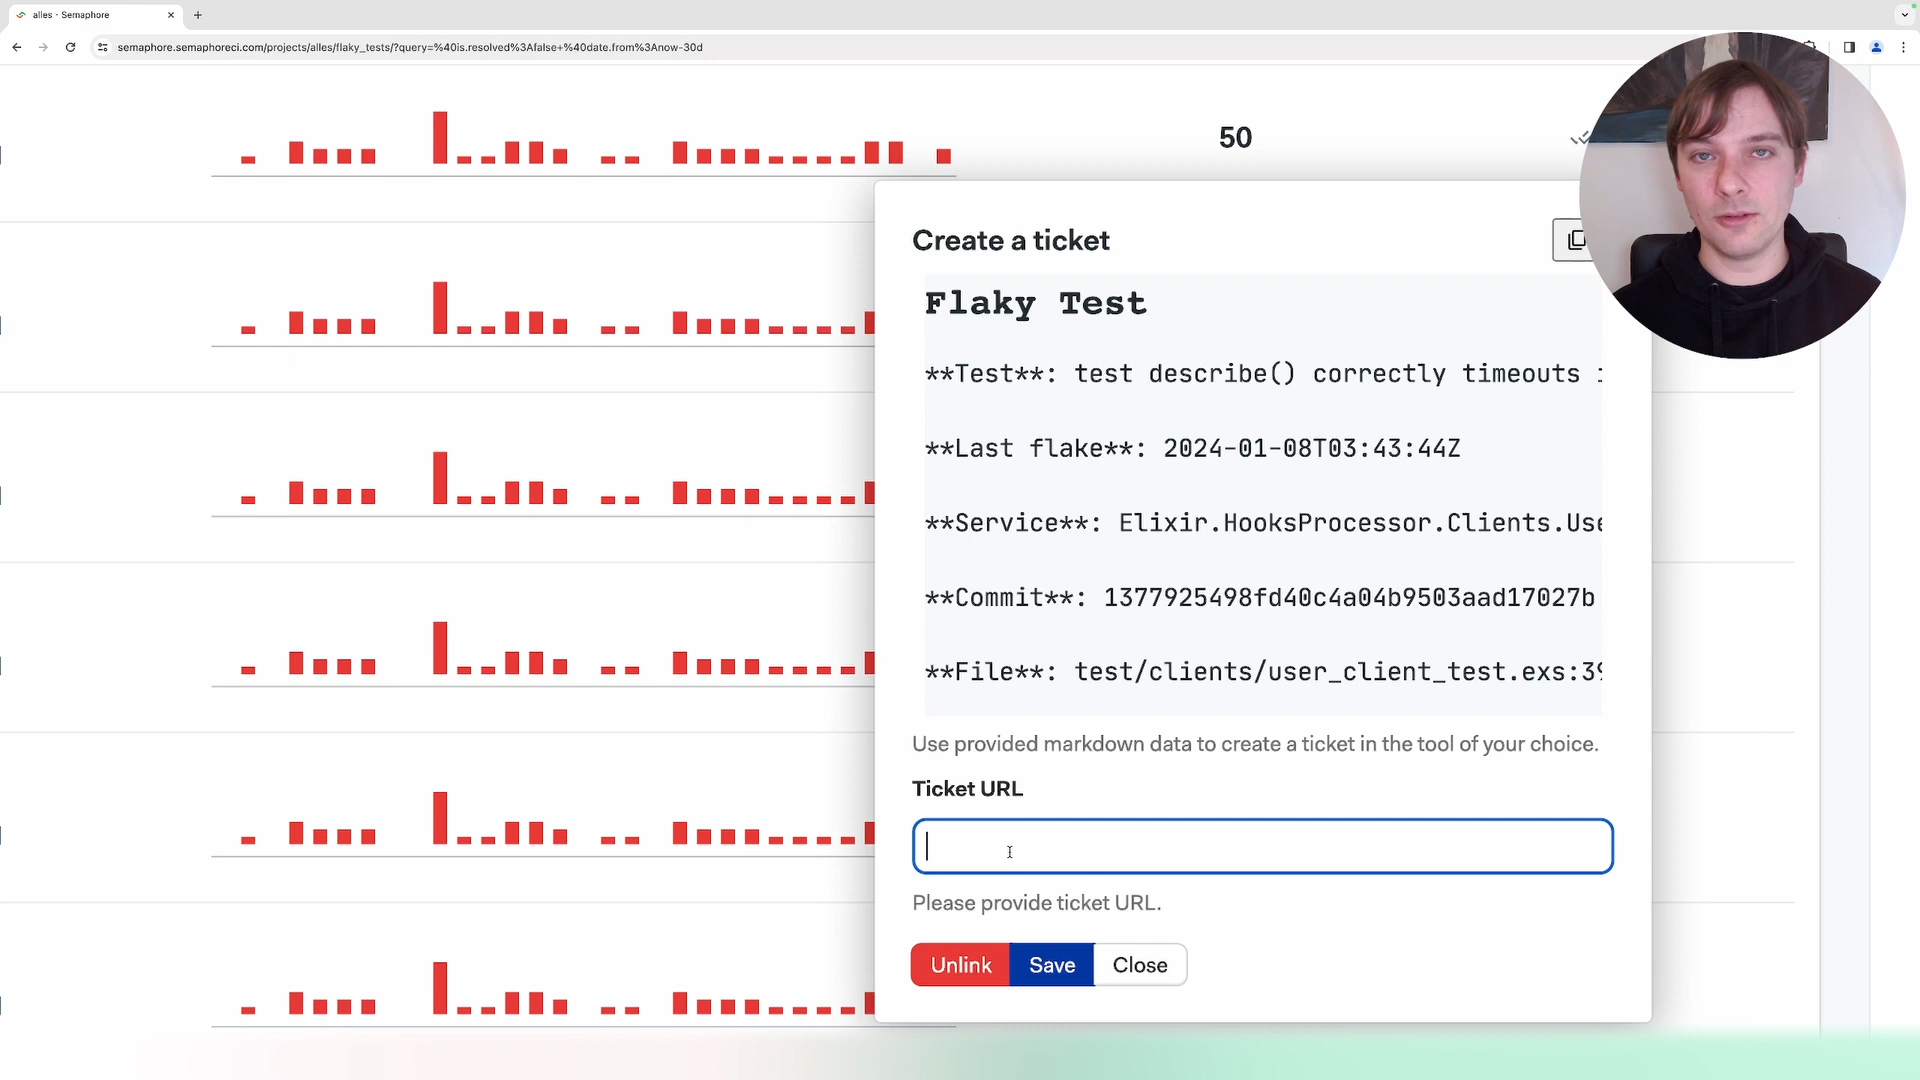 alles - Semaphore
semaphore.semaphoreci.com/projects/alles/flaky_tests/?query=%40is.resolved%3Afalse+%40date.from%3Anow-30d
50
Create a ticket
Flaky Test
**Test**: test describe() correctly timeouts
**Last flake**: 2024-01-08T03:43:44Z
**Service**: Elixir.HooksProcessor.Clients.Use
**Commit**: 1377925498fd40c4a04b9503aad17027b
**File**: test/clients/user_client_test.exs:39
Use provided markdown data to create a ticket in the tool of your choice.
Ticket URL
Please provide ticket URL.
Unlink Save Close